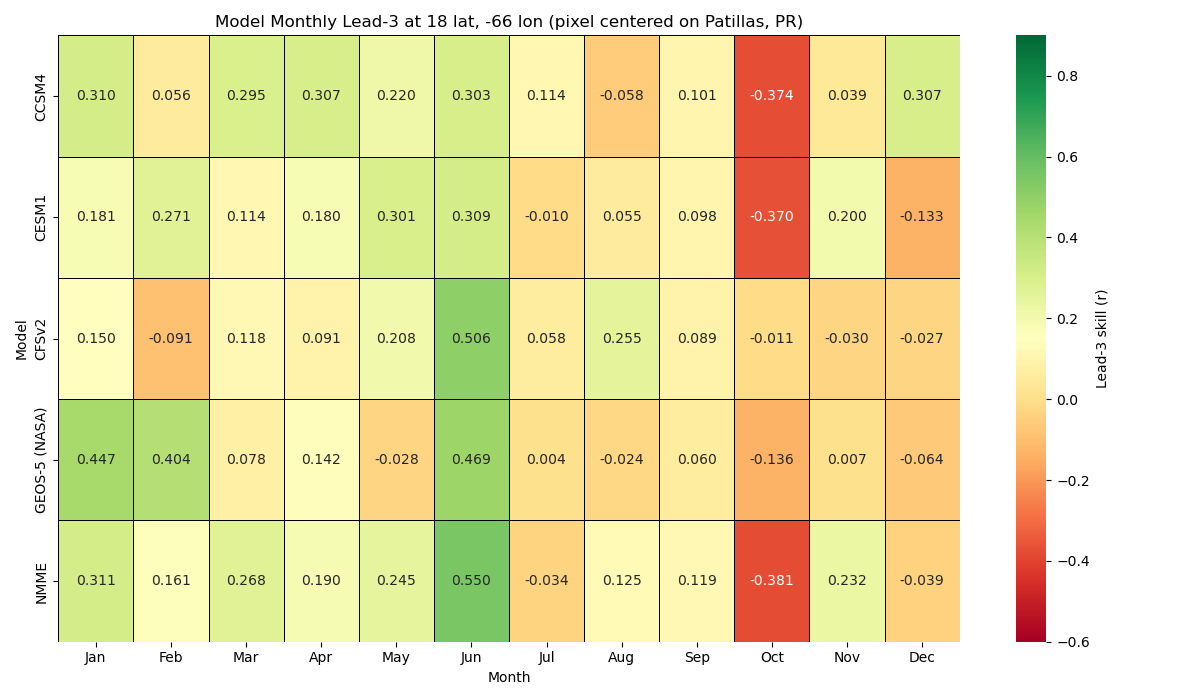 Model Monthly Lead-3 at 18 lat, -66 lon (pixel centered on Patillas, PR)
Model
CCSM4
0.310 0.056 0.295 0.307 0.220 0.303 0.114 -0.058 0.101 -0.374 0.039 0.307
CESM1
0.181 0.271 0.114 0.180 0.301 0.309 -0.010 0.055 0.098 -0.370 0.200 -0.133
CFSv2
0.150 -0.091 0.118 0.091 0.208 0.506 0.058 0.255 0.089 -0.011 -0.030 -0.027
GEOS-5 (NASA)
0.447 0.404 0.078 0.142 -0.028 0.469 0.004 -0.024 0.060 -0.136 0.007 -0.064
NMME
0.311 0.161 0.268 0.190 0.245 0.550 -0.034 0.125 0.119 -0.381 0.232 -0.039
Jan Feb Mar Apr May Jun Jul Aug Sep Oct Nov Dec
Month
0.8
0.6
0.4
0.2
0.0
−0.2
−0.4
−0.6
Lead-3 skill (r)